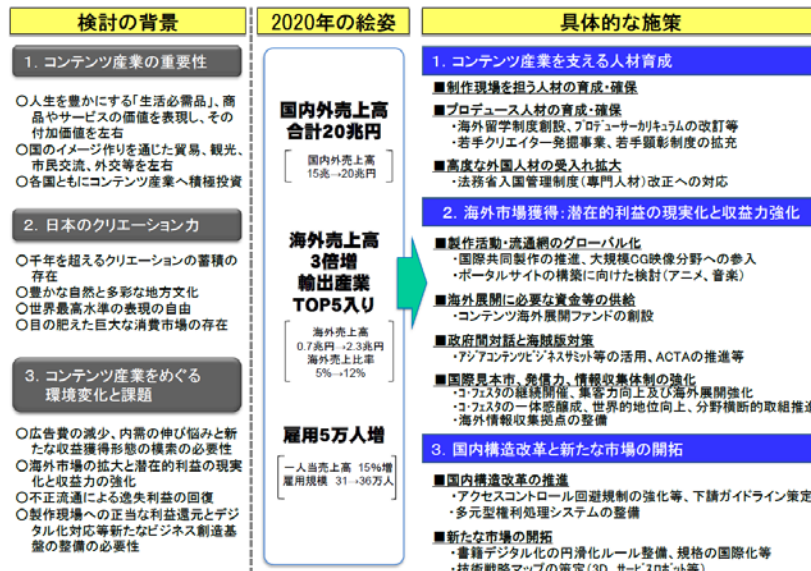 検討の背景
1. コンテンツ産業の重要性
○人生を豊かにする「生活必需品」、商
品やサービスの価値を表現し、その
付加価値を左右
○国のイメージ作りを通じた貿易、観光、
市民交流、外交等を左右
○各国ともにコンテンツ産業へ積極投資
2. 日本のクリエーション力
○千年を超えるクリエーションの蓄積の
存在
○豊かな自然と多彩な地方文化
○世界最高水準の表現の自由
○目の肥えた巨大な消費市場の存在
3. コンテンツ産業をめぐる
環境変化と課題
○広告費の減少、内需の伸び悩みと新
たな収益獲得形態の模索の必要性
○海外市場の拡大と潜在的利益の現実
化と収益力の強化
○不正流通による逸失利益の回復
○製作現場への正当な利益還元とデジ
タル化対応等新たなビジネス創造基
盤の整備の必要性
2020年の絵姿
国内外売上高
合計20兆円
国内外売上高
15兆→20兆円
海外売上高
3倍増
輸出産業
TOP5入り
海外売上高
0.7兆円→2.3兆円
海外売上比率
5%→12%
雇用5万人増
一人当売上高 15%増
雇用規模 31→36万人
具体的な施策
1. コンテンツ産業を支える人材育成
■制作現場を担う人材の育成・確保
■プロデュース人材の育成・確保
・海外留学制度創設、プロデューサーカリキュラムの改訂等
・若手クリエイター発掘事業、若手顕彰制度の拡充
■高度な外国人材の受入れ拡大
・法務省入国管理制度(専門人材)改正への対応
2. 海外市場獲得:潜在的利益の現実化と収益力強化
■製作活動・流通網のグローバル化
・国際共同製作の推進、大規模CG映像分野への参入
・ポータルサイトの構築に向けた検討(アニメ、音楽)
■海外展開に必要な資金等の供給
・コンテンツ海外展開ファンドの創設
■政府間対話と海賊版対策
・アジアコンテンツビジネスサミット等の活用、ACTAの推進等
■国際見本市、発信力、情報収集体制の強化
・コ・フェスタの継続開催、集客力向上及び海外展開強化
・コ・フェスタの一体感醸成、世界的地位向上、分野横断的取組推進
・海外情報収集拠点の整備
3. 国内構造改革と新たな市場の開拓
■国内構造改革の推進
・アクセスコントロール回避規制の強化等、下請ガイドライン策定
・多元型権利処理システムの整備
■新たな市場の開拓
・書籍デジタル化の円滑化ルール整備、規格の国際化等
・技術戦略マップの策定(3D、サービスロボット等)